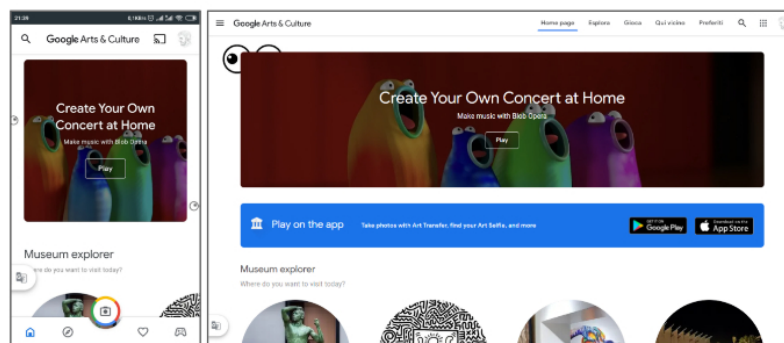 21:39
Google Arts & Culture
Create Your Own
Concert at Home
Make music with Blob Opera
Play
Museum explorer
here do you want to visit today?
Google Arts & Culture
Home page Explore Gioca Qui vicino Preferiti
Create Your Own Concert at Home
Make music with Blob Opera
Play
Play on the app
Take photos with Art Transfer, find your Art Selfie, and more
GET IT ON
Google Play
Download on the
App Store
Museum explorer
Where do you want to visit today?